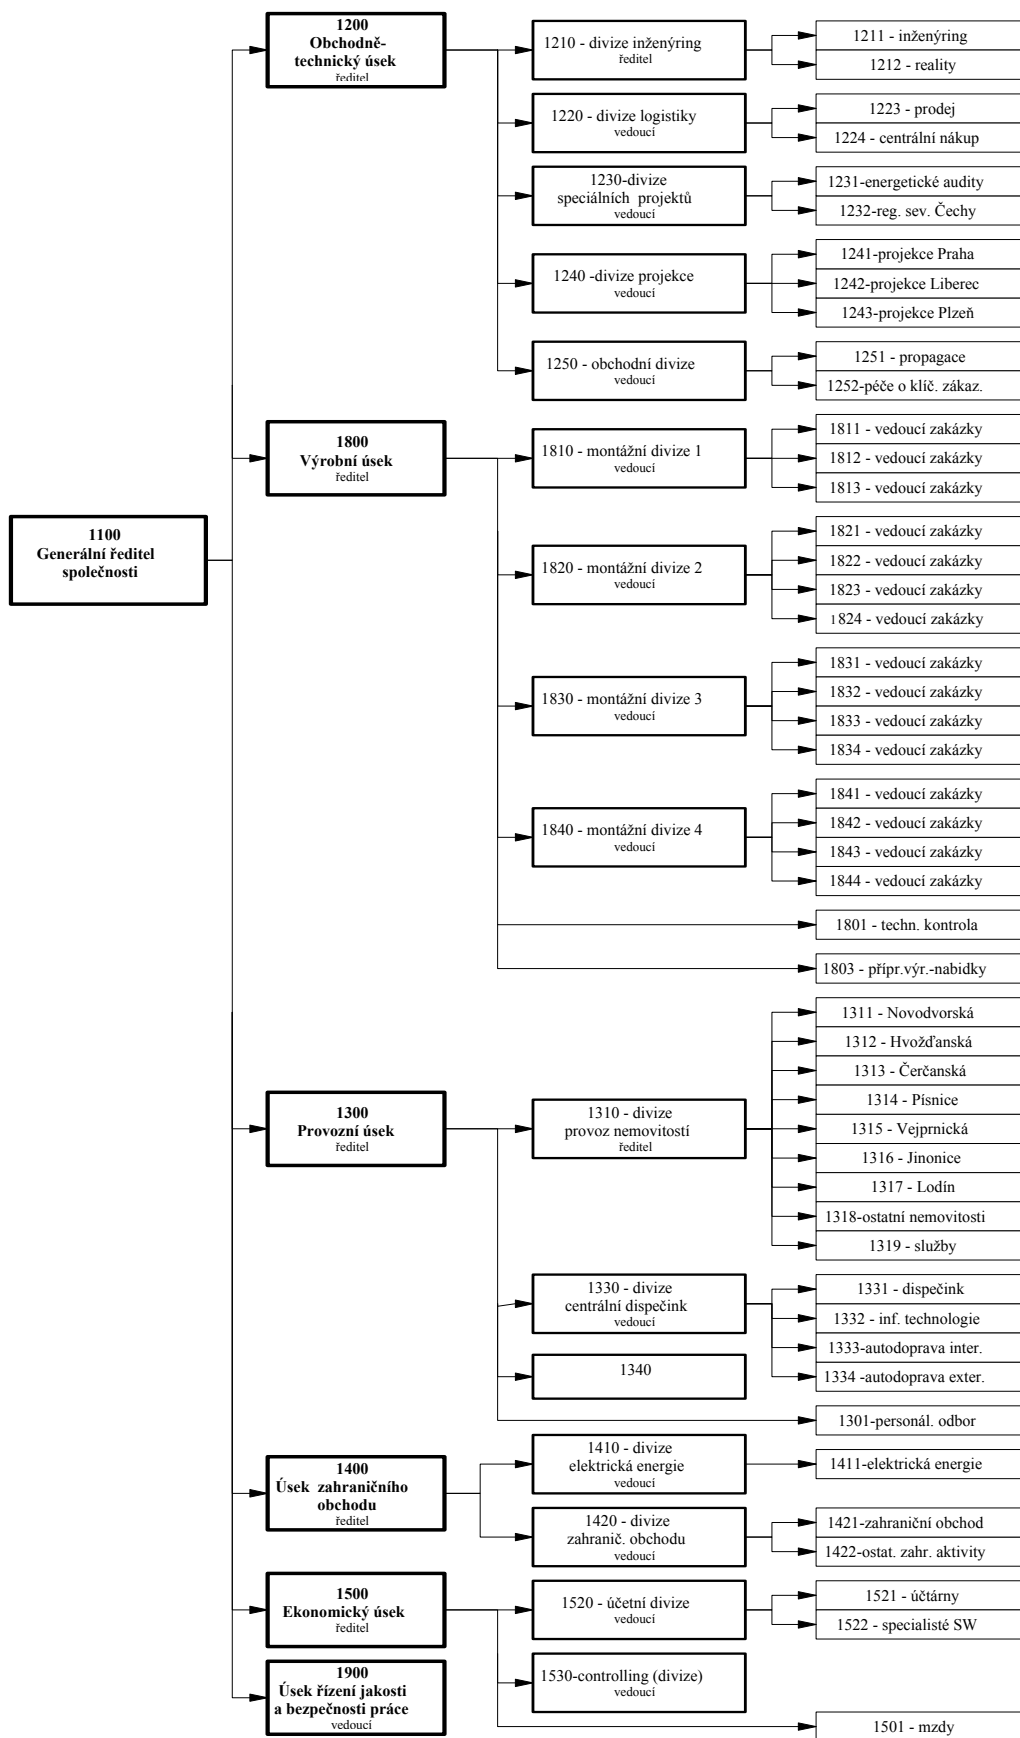 1100
Generální ředitel
společnosti
1200
Obchodně-
technický úsek
ředitel
1210 - divize inženýring
ředitel
1211 - inženýring
1212 - reality
1220 - divize logistiky
vedoucí
1223 - prodej
1224 - centrální nákup
1230-divize
speciálních projektů
vedoucí
1231-energetické audity
1232-reg. sev. Čechy
1240 -divize projekce
vedoucí
1241-projekce Praha
1242-projekce Liberec
1243-projekce Plzeň
1250 - obchodní divize
vedoucí
1251 - propagace
1252-péče o klíč. zákaz.
1800
Výrobní úsek
ředitel
1810 - montážní divize 1
vedoucí
1811 - vedoucí zakázky
1812 - vedoucí zakázky
1813 - vedoucí zakázky
1820 - montážní divize 2
vedoucí
1821 - vedoucí zakázky
1822 - vedoucí zakázky
1823 - vedoucí zakázky
1824 - vedoucí zakázky
1830 - montážní divize 3
vedoucí
1831 - vedoucí zakázky
1832 - vedoucí zakázky
1833 - vedoucí zakázky
1834 - vedoucí zakázky
1840 - montážní divize 4
vedoucí
1841 - vedoucí zakázky
1842 - vedoucí zakázky
1843 - vedoucí zakázky
1844 - vedoucí zakázky
1801 - techn. kontrola
1803 - přípr.výr.-nabidky
1300
Provozní úsek
ředitel
1310 - divize
provoz nemovitostí
ředitel
1311 - Novodvorská
1312 - Hvožďanská
1313 - Čerčanská
1314 - Písnice
1315 - Vejprnická
1316 - Jinonice
1317 - Lodín
1318-ostatní nemovitosti
1319 - služby
1330 - divize
centrální dispečink
vedoucí
1331 - dispečink
1332 - inf. technologie
1333-autodoprava inter.
1334 -autodoprava exter.
1340
1301-personál. odbor
1400
Úsek zahraničního
obchodu
ředitel
1410 - divize
elektrická energie
vedoucí
1411-elektrická energie
1420 - divize
zahranič. obchodu
vedoucí
1421-zahraniční obchod
1422-ostat. zahr. aktivity
1500
Ekonomický úsek
ředitel
1520 - účetní divize
vedoucí
1521 - účtárny
1522 - specialisté SW
1530-controlling (divize)
vedoucí
1501 - mzdy
1900
Úsek řízení jakosti
a bezpečnosti práce
vedoucí